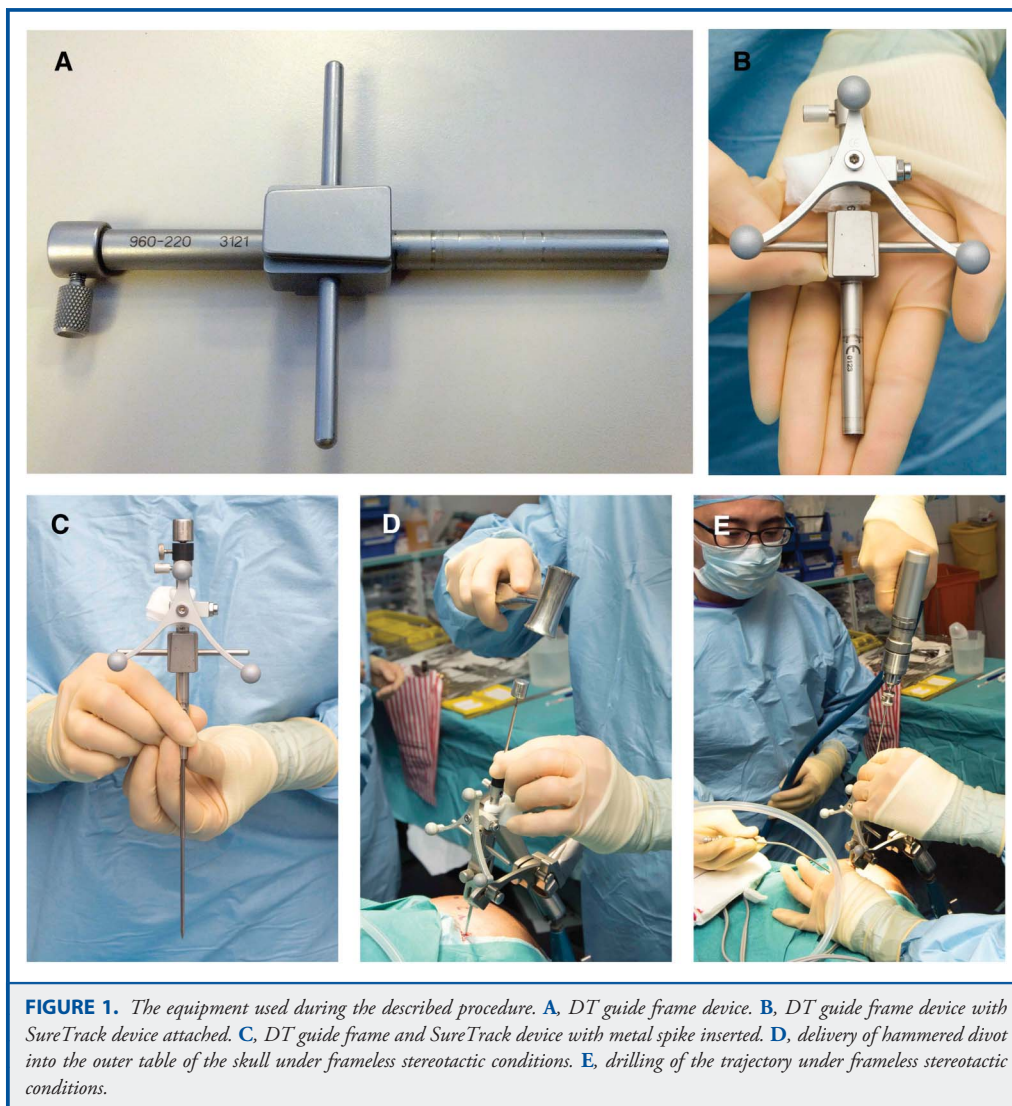 A
960-220 3121
B
C
D
E
FIGURE 1. The equipment used during the described procedure. A, DT guide frame device. B, DT guide frame device with
SureTrack device attached. C, DT guide frame and SureTrack device with metal spike inserted. D, delivery of hammered divot
into the outer table of the skull under frameless stereotactic conditions. E, drilling of the trajectory under frameless stereotactic
conditions.